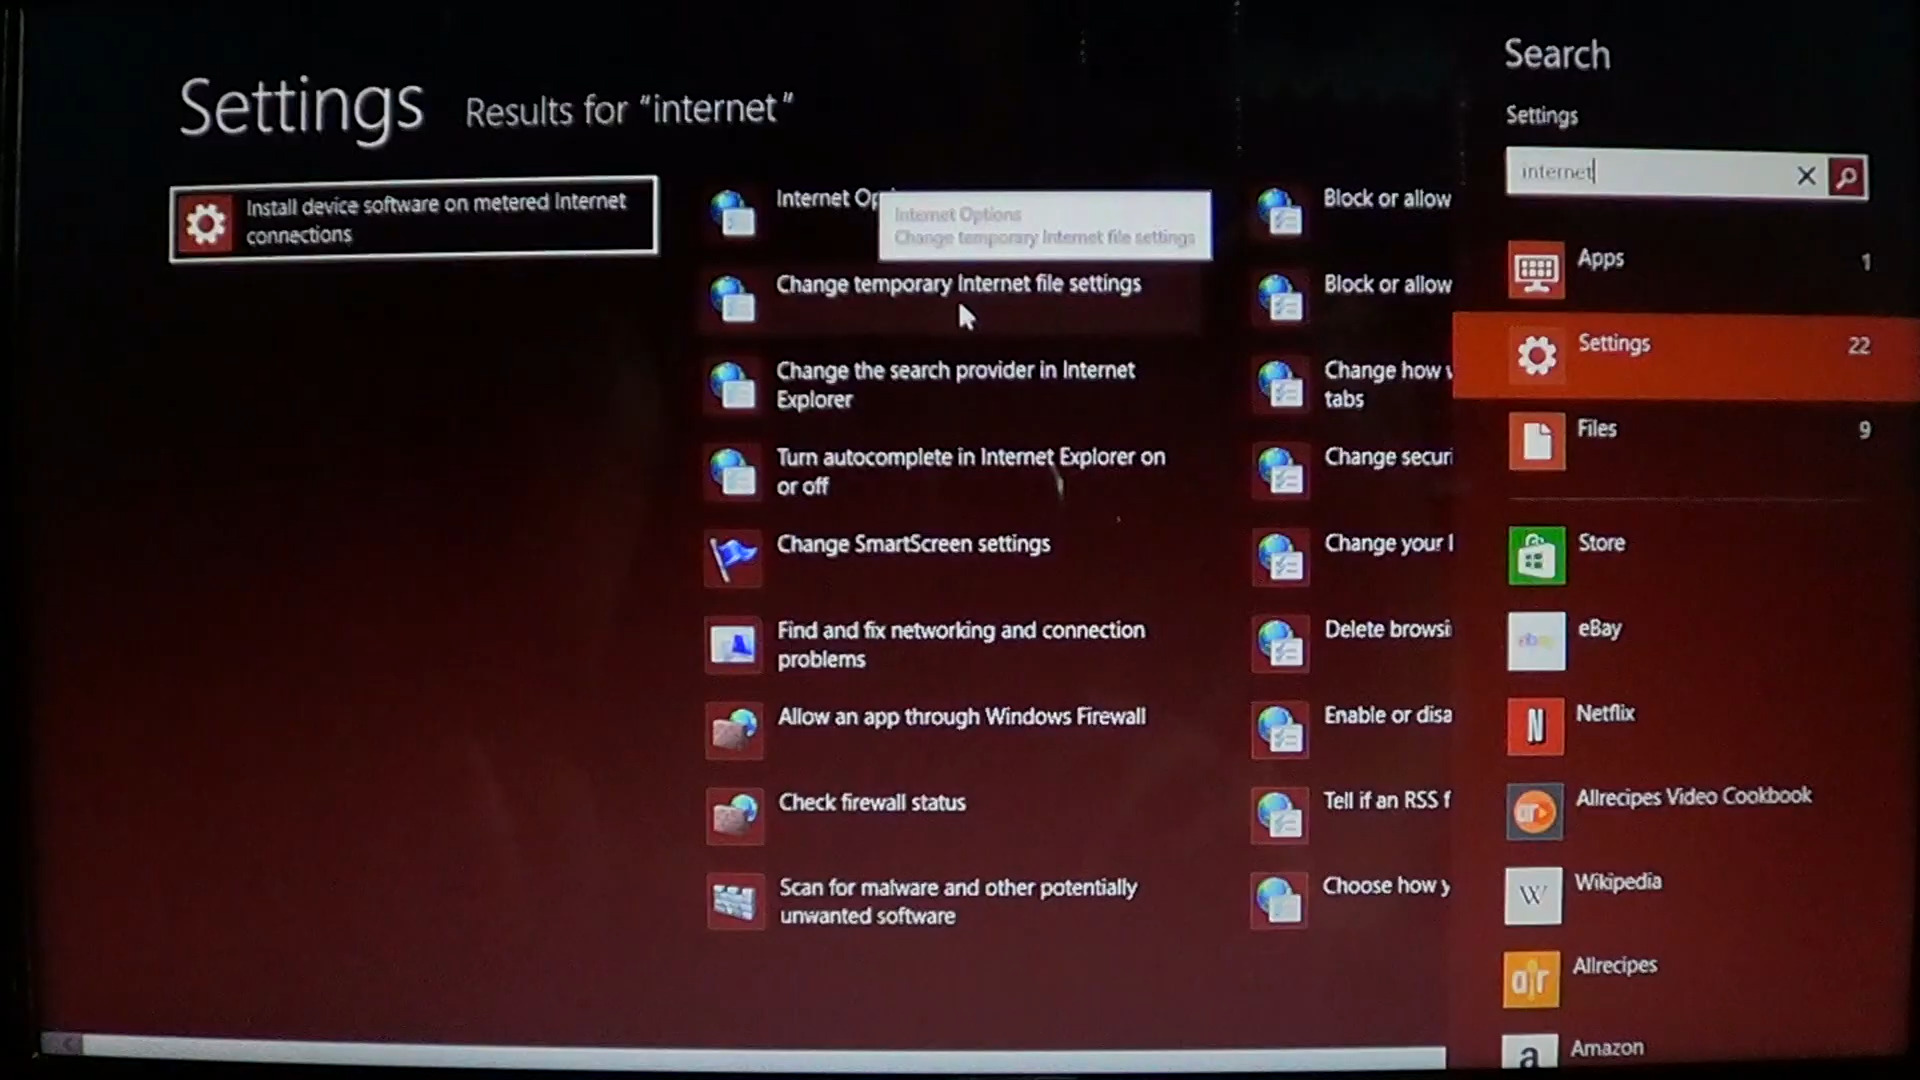 Settings Results for "internet"
Install device software on metered Internet
connections
Internet Op
Internet Options
Change temporary Internet file settings
Change temporary Internet file settings
Change the search provider in Internet
Explorer
Turn autocomplete in Internet Explorer on
or off
Change SmartScreen settings
Find and fix networking and connection
problems
Allow an app through Windows Firewall
Check firewall status
Scan for malware and other potentially
unwanted software
Block or allow
Block or allow
Change how
tabs
Change securi
Change your I
Delete browsi
Enable or disa
Tell if an RSS f
Choose how y
Search
Settings
internet
Apps 1
Settings 22
Files 9
Store
eBay
ebay
Netflix
N
Allrecipes Video Cookbook
ar
Wikipedia
W
Allrecipes
ar
Amazon
a